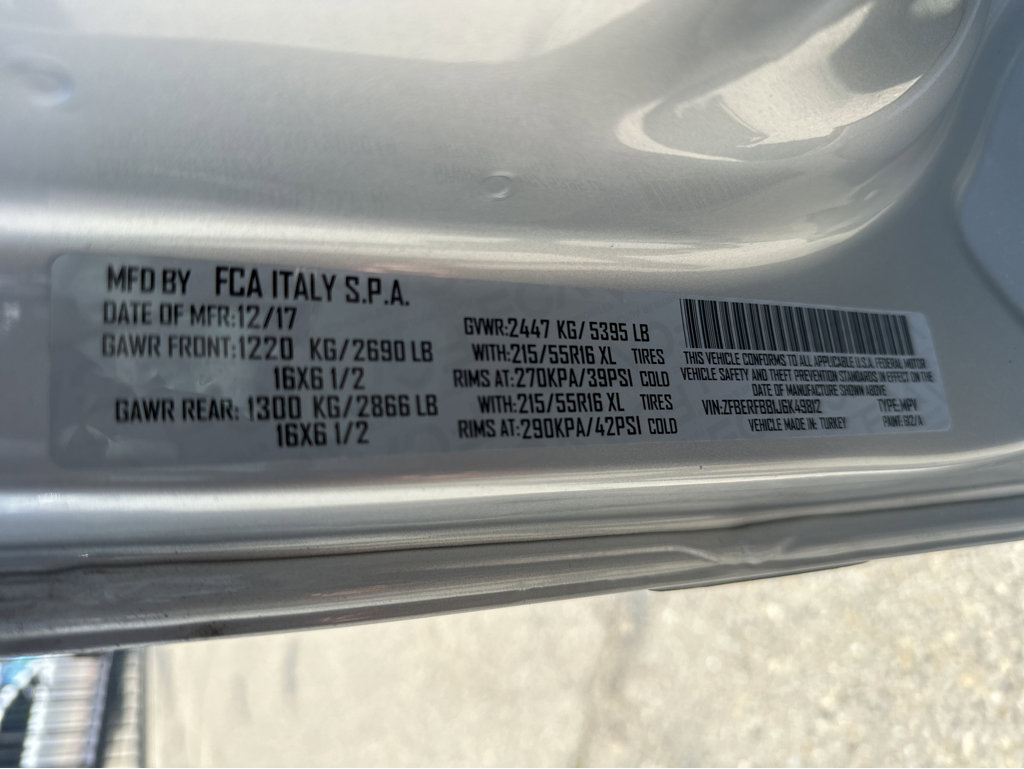 MFD BY FCA ITALY S.P.A.
DATE OF MFR:12/17
GAWR FRONT:1220 KG/2690 LB
16X6 1/2
GAWR REAR: 1300 KG/2866 LB
16X6 1/2
GVWR:2447 KG/5395 LB
WITH:215/55R16 XL TIRES
RIMS AT:270KPA/39PSI COLD
WITH:215/55R16 XL TIRES
RIMS AT:290KPA/42PSI COLD
THIS VEHICLE CONFORMS TO ALL APPLICABLE U.S.A. FEDERAL MOTOR
VEHICLE SAFETY AND THEFT PREVENTION STANDARDS IN EFFECT ON THE
DATE OF MANUFACTURE SHOWN ABOVE
VIN: TYPE:MPV
VEHICLE MADE IN: TURKEY PAINT: